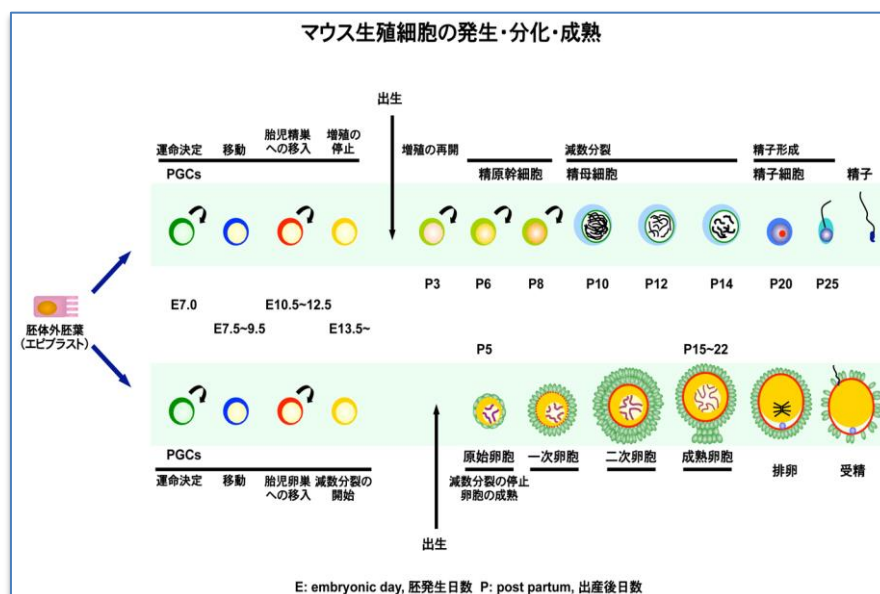 マウス生殖細胞の発生・分化・成熟
出生
運命決定 移動 胎児精巣への移入 増殖の停止 増殖の再開 減数分裂 精子形成
PGCs 精原幹細胞 精母細胞 精子細胞 精子
P3 P6 P8 P10 P12 P14 P20 P25
E7.0 E10.5~12.5
E7.5~9.5 E13.5~
胚体外胚葉
(エピブラスト)
P5 P15~22
PGCs 原始卵胞 一次卵胞 二次卵胞 成熟卵胞 排卵 受精
運命決定 移動 胎児卵巣への移入 減数分裂の開始 減数分裂の停止
卵胞の成熟
出生
E: embryonic day, 胚発生日数 P: post partum, 出産後日数